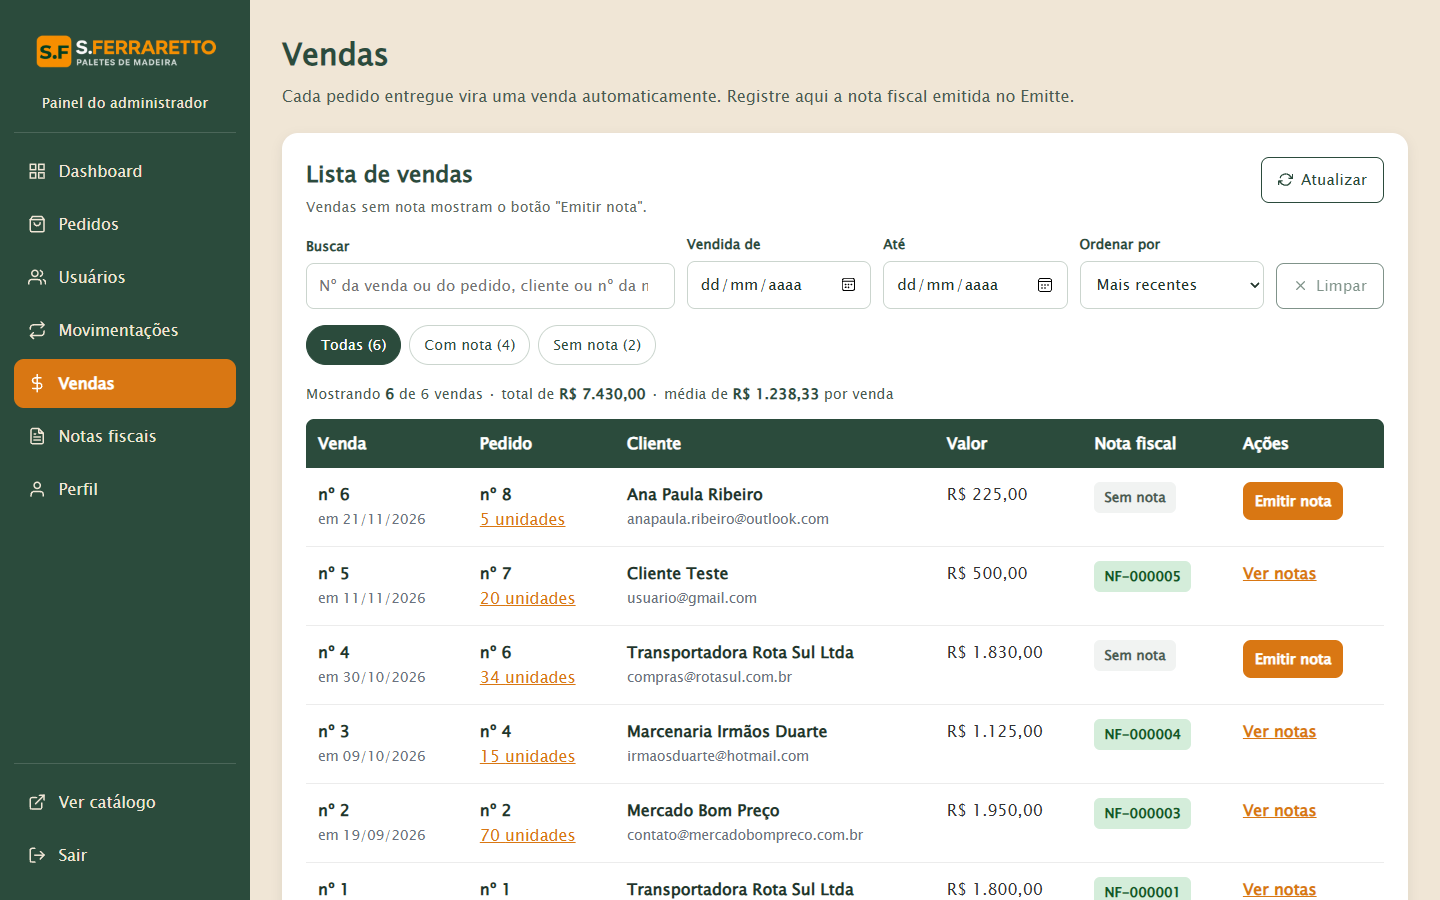 S.F S.FERRARETTO
PALETES DE MADEIRA
Painel do administrador
Dashboard
Pedidos
Usuários
Movimentações
Vendas
Notas fiscais
Perfil
Ver catálogo
Sair
Vendas
Cada pedido entregue vira uma venda automaticamente. Registre aqui a nota fiscal emitida no Emitte.
Lista de vendas
Vendas sem nota mostram o botão "Emitir nota".
Atualizar
Buscar
Nº da venda ou do pedido, cliente ou nº da n
Vendida de
dd/mm/aaaa
Até
dd/mm/aaaa
Ordenar por
Mais recentes
Limpar
Todas (6) Com nota (4) Sem nota (2)
Mostrando 6 de 6 vendas · total de R$ 7.430,00 · média de R$ 1.238,33 por venda
Venda Pedido Cliente Valor Nota fiscal Ações
nº 6 nº 8 Ana Paula Ribeiro R$ 225,00 Sem nota Emitir nota
em 21/11/2026 5 unidades anapaula.ribeiro@outlook.com
nº 5 nº 7 Cliente Teste R$ 500,00 NF-000005 Ver notas
em 11/11/2026 20 unidades usuario@gmail.com
nº 4 nº 6 Transportadora Rota Sul Ltda R$ 1.830,00 Sem nota Emitir nota
em 30/10/2026 34 unidades compras@rotasul.com.br
nº 3 nº 4 Marcenaria Irmãos Duarte R$ 1.125,00 NF-000004 Ver notas
em 09/10/2026 15 unidades irmaosduarte@hotmail.com
nº 2 nº 2 Mercado Bom Preço R$ 1.950,00 NF-000003 Ver notas
em 19/09/2026 70 unidades contato@mercadobompreco.com.br
nº 1 nº 1 Transportadora Rota Sul Ltda R$ 1.800,00 NF-000001 Ver notas